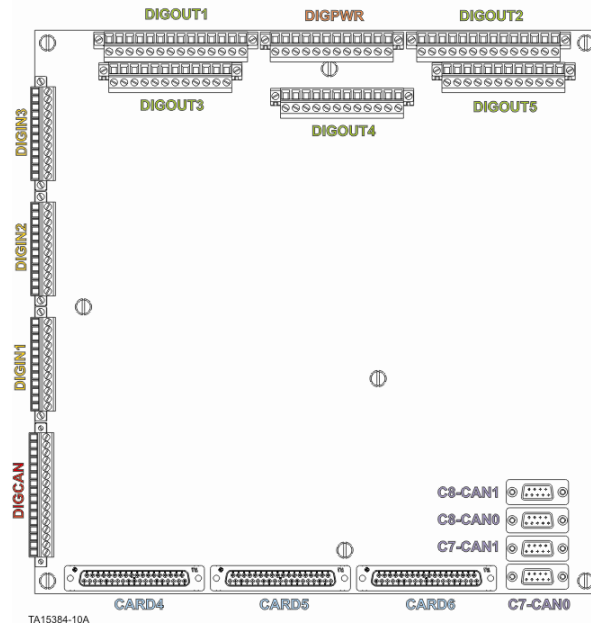 DIGOUT1
DIGPWR
DIGOUT2
DIGOUT3
DIGOUT5
DIGOUT4
DIGIN3
DIGIN2
DIGIN1
DIGCAN
C8-CAN1
C8-CAN0
C7-CAN1
CARD4
CARD5
CARD6
C7-CAN0
TA15384-10A